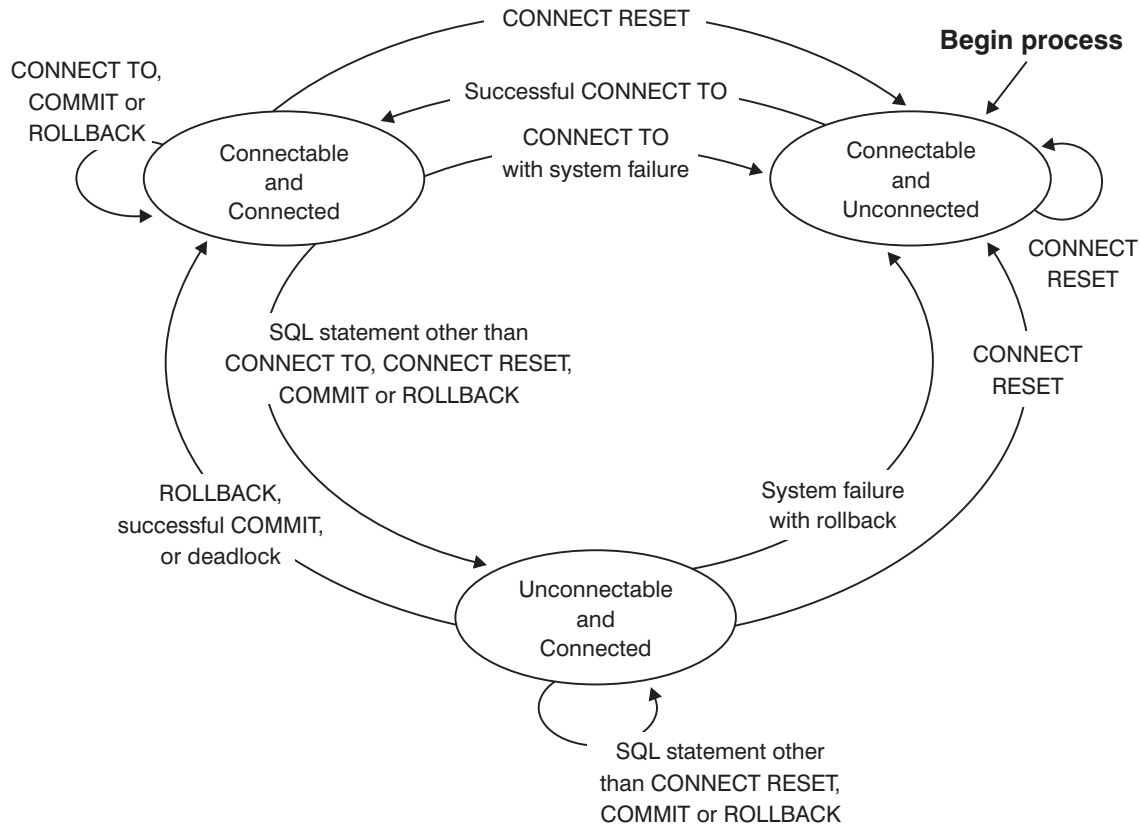 CONNECT RESET
Begin process
CONNECT TO,
COMMIT or
ROLLBACK
Successful CONNECT TO
CONNECT TO
with system failure
Connectable
and
Connected
Connectable
and
Unconnected
CONNECT
RESET
SQL statement other than
CONNECT TO, CONNECT RESET,
COMMIT or ROLLBACK
CONNECT
RESET
ROLLBACK,
successful COMMIT,
or deadlock
System failure
with rollback
Unconnectable
and
Connected
SQL statement other
than CONNECT RESET,
COMMIT or ROLLBACK